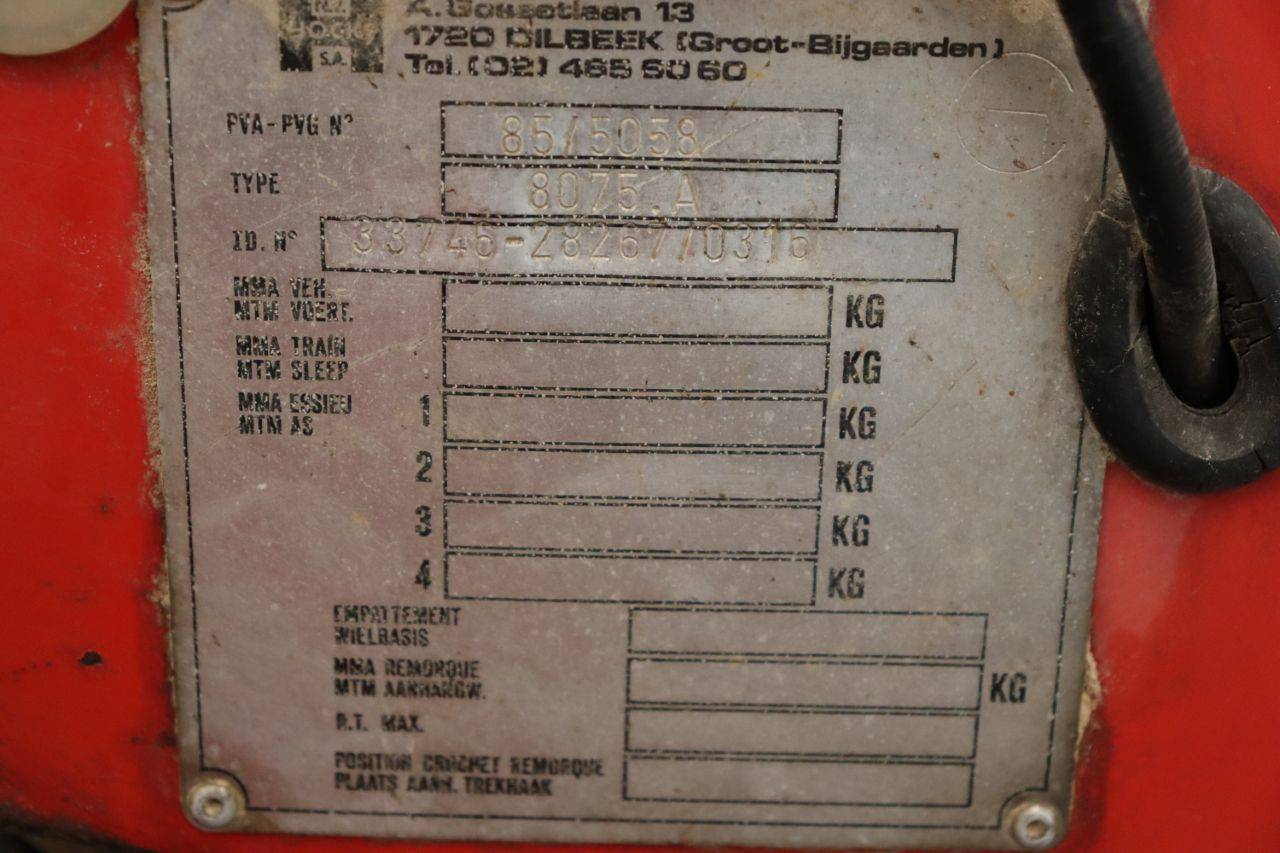 N.V.
S.A.
A. Gossetlaan 13
1720 DILBEEK (Groot-Bijgaarden)
Tel. (02) 465 60 60
PVA-PVG N° 85/5058
TYPE 8075.A
ID. N° 33746-28267/0316
MMA VEH.
MTM VOERT. KG
MMA TRAIN
MTM SLEEP KG
MMA ESSIEU
MTM AS
1 KG
2 KG
3 KG
4 KG
EMPATTEMENT
WIELBASIS
MMA REMORQUE
MTM AANHANGW. KG
P.T. MAX.
POSITION CROCHET REMORQUE
PLAATS AANH. TREKHAAK